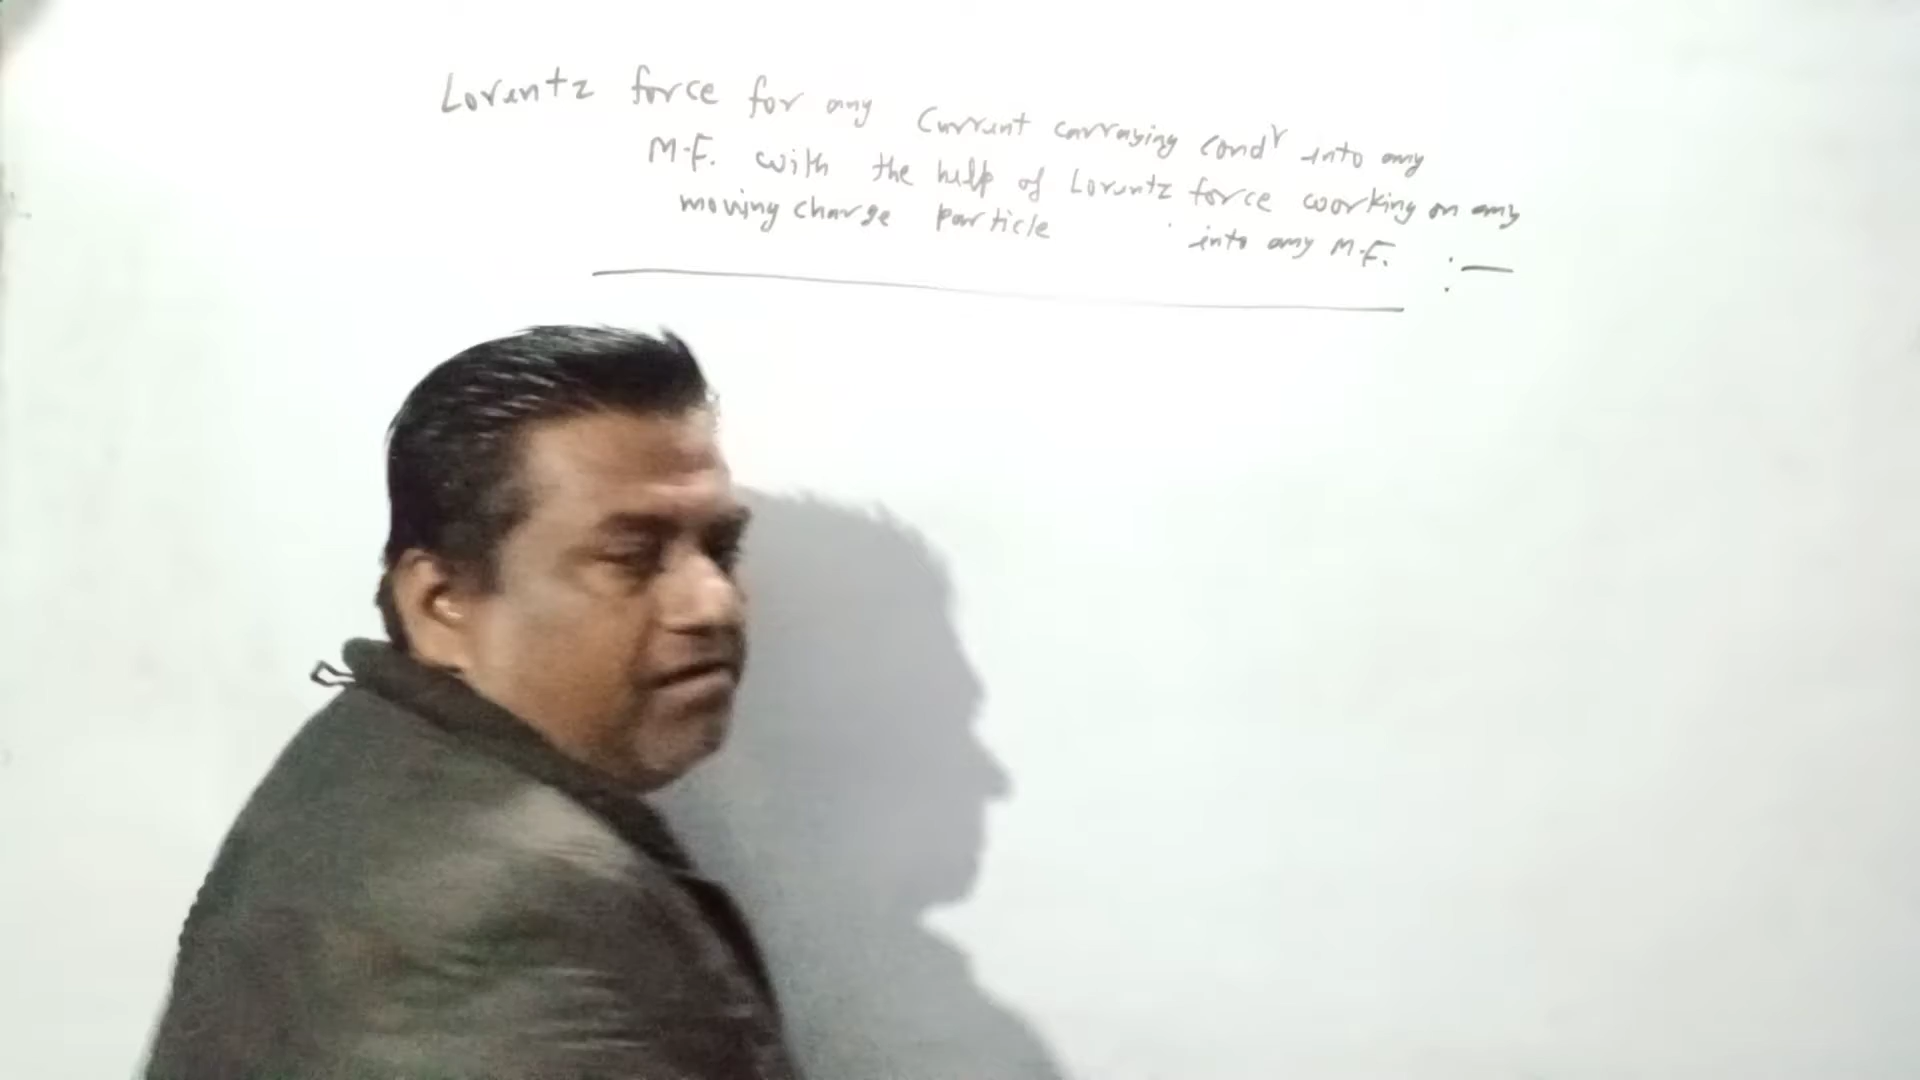 Lorentz force for any Current carraying condr into any
M.F. with the help of Lorentz force working on any
moving charge particle into any M.F. :-